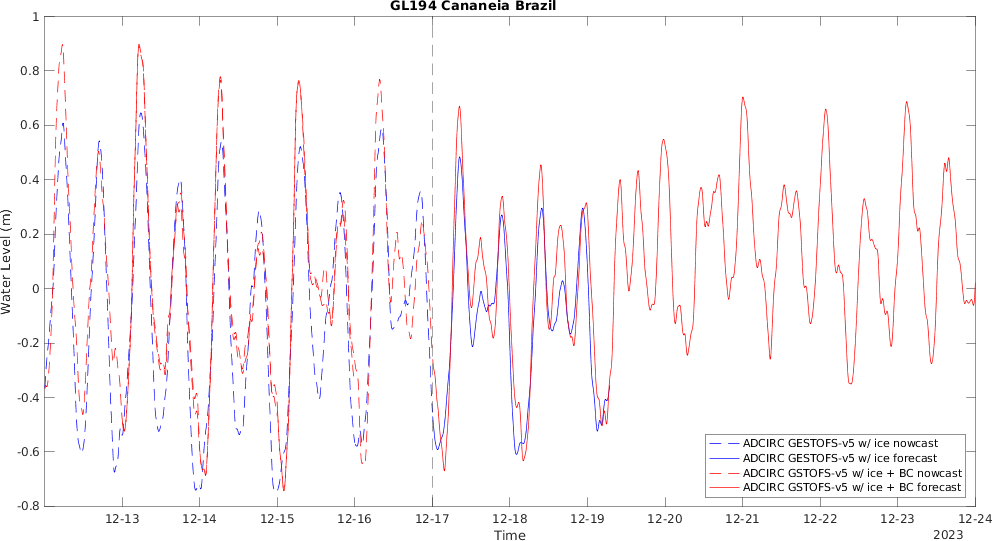 GL194 Cananeia Brazil
1
0.8
0.6
0.4
0.2
0
-0.2
-0.4
-0.6
-0.8
Water Level (m)
12-13 12-14 12-15 12-16 12-17 12-18 12-19 12-20 12-21 12-22 12-23 12-24
Time
2023
ADCIRC GESTOFS-v5 w/ ice nowcast
ADCIRC GESTOFS-v5 w/ ice forecast
ADCIRC GSTOFS-v5 w/ ice + BC nowcast
ADCIRC GSTOFS-v5 w/ ice + BC forecast